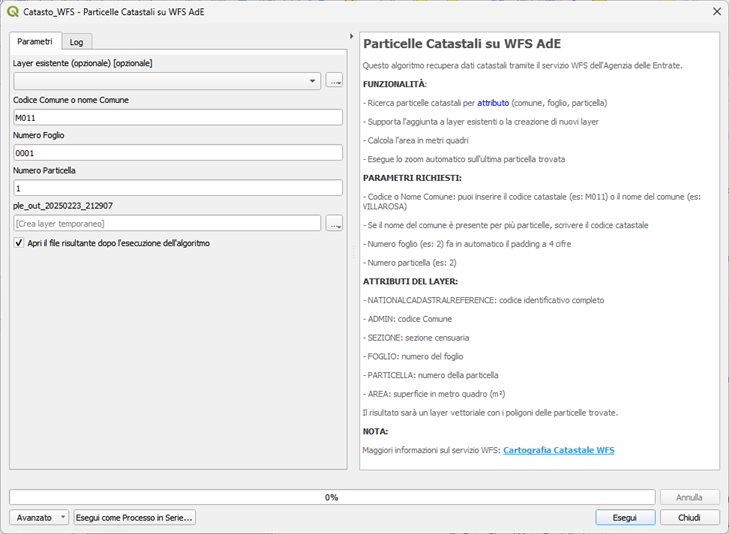 Catasto_WFS - Particelle Catastali su WFS AdE
Parametri
Log
Layer esistente (opzionale) [opzionale]
...
Codice Comune o nome Comune
M011
Numero Foglio
0001
Numero Particella
1
ple_out_20250223_212907
[Crea layer temporaneo]
...
Apri il file risultante dopo l'esecuzione dell'algoritmo
Particelle Catastali su WFS AdE
Questo algoritmo recupera dati catastali tramite il servizio WFS dell'Agenzia delle Entrate.
FUNZIONALITÀ:
- Ricerca particelle catastali per attributo (comune, foglio, particella)
- Supporta l'aggiunta a layer esistenti o la creazione di nuovi layer
- Calcola l'area in metri quadri
- Esegue lo zoom automatico sull'ultima particella trovata
PARAMETRI RICHIESTI:
- Codice o Nome Comune: puoi inserire il codice catastale (es: M011) o il nome del comune (es:
VILLAROSA)
- Se il nome del comune è presente per più particelle, scrivere il codice catastale
- Numero foglio (es: 2) fa in automatico il padding a 4 cifre
- Numero particella (es: 2)
ATTRIBUTI DEL LAYER:
- NATIONALCADASTRALREFERENCE: codice identificativo completo
- ADMIN: codice Comune
- SEZIONE: sezione censuaria
- FOGLIO: numero del foglio
- PARTICELLA: numero della particella
- AREA: superficie in metro quadro (m²)
Il risultato sarà un layer vettoriale con i poligoni delle particelle trovate.
NOTA:
Maggiori informazioni sul servizio WFS: Cartografia Catastale WFS
0%
Annulla
Avanzato
Esegui come Processo in Serie...
Esegui
Chiudi